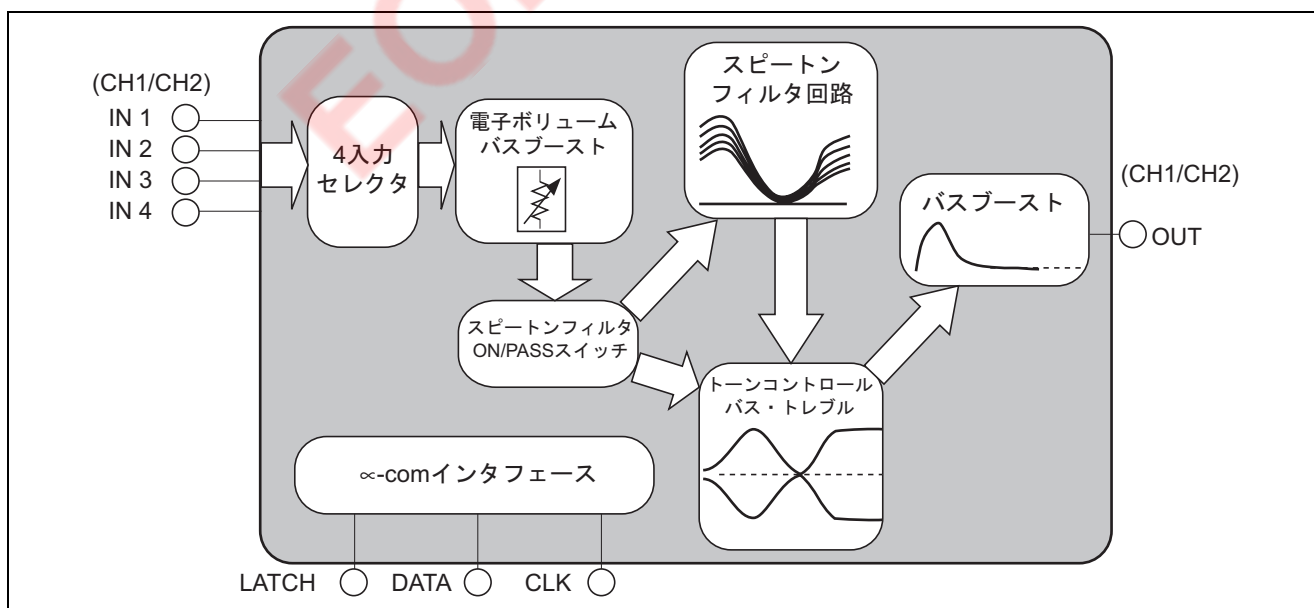 (CH1/CH2)
IN 1
IN 2
IN 3
IN 4
4入力
セレクタ
電子ボリューム
バスブースト
スピートン
フィルタ回路
スピートンフィルタ
ON/PASSスイッチ
トーンコントロール
バス・トレブル
バスブースト
(CH1/CH2)
OUT
∝-comインタフェース
LATCH
DATA
CLK